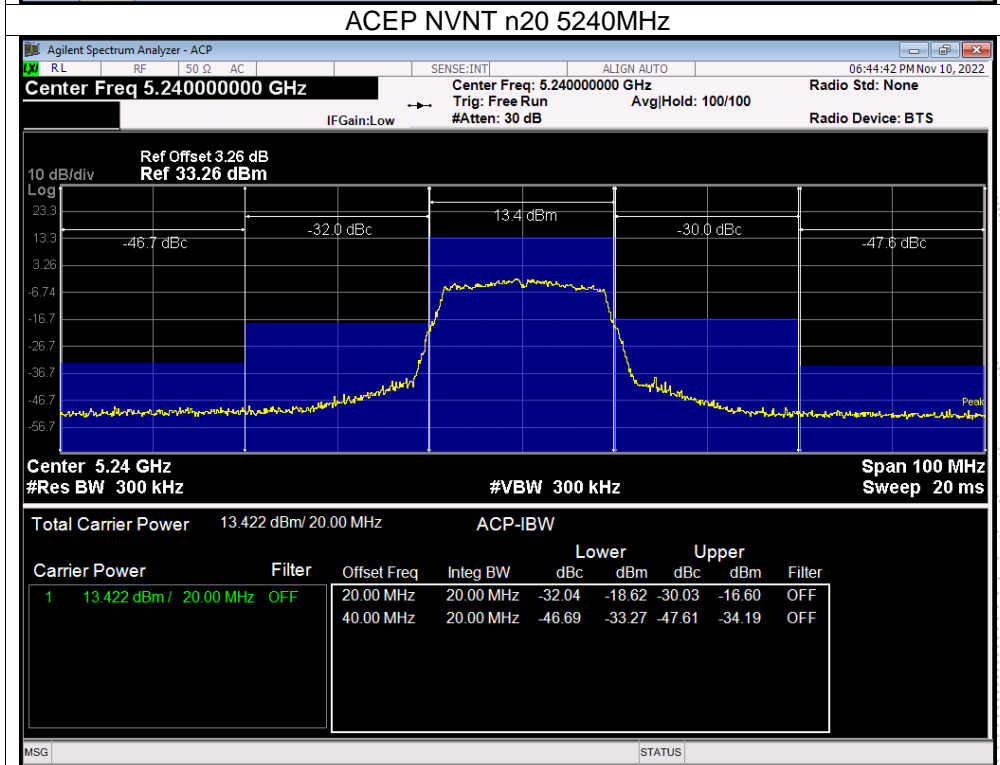 ACEP NVNT n20 5240MHz
Agilent Spectrum Analyzer - ACP
LXI RL RF 50 Ω AC SENSE:INT ALIGN AUTO 06:44:42 PM Nov 10, 2022
Center Freq 5.240000000 GHz Center Freq: 5.240000000 GHz Radio Std: None
Trig: Free Run Avg|Hold: 100/100
IFGain:Low #Atten: 30 dB Radio Device: BTS
Ref Offset 3.26 dB
10 dB/div Ref 33.26 dBm
Log
23.3
13.4 dBm
-32.0 dBc -30.0 dBc
13.3
-46.7 dBc -47.6 dBc
3.26
-6.74
-16.7
-26.7
-36.7
-46.7
Peak
-56.7
Center 5.24 GHz Span 100 MHz
#Res BW 300 kHz #VBW 300 kHz Sweep 20 ms
Total Carrier Power 13.422 dBm/ 20.00 MHz ACP-IBW
Lower Upper
Carrier Power Filter Offset Freq Integ BW dBc dBm dBc dBm Filter
1 13.422 dBm / 20.00 MHz OFF 20.00 MHz 20.00 MHz -32.04 -18.62 -30.03 -16.60 OFF
40.00 MHz 20.00 MHz -46.69 -33.27 -47.61 -34.19 OFF
MSG STATUS